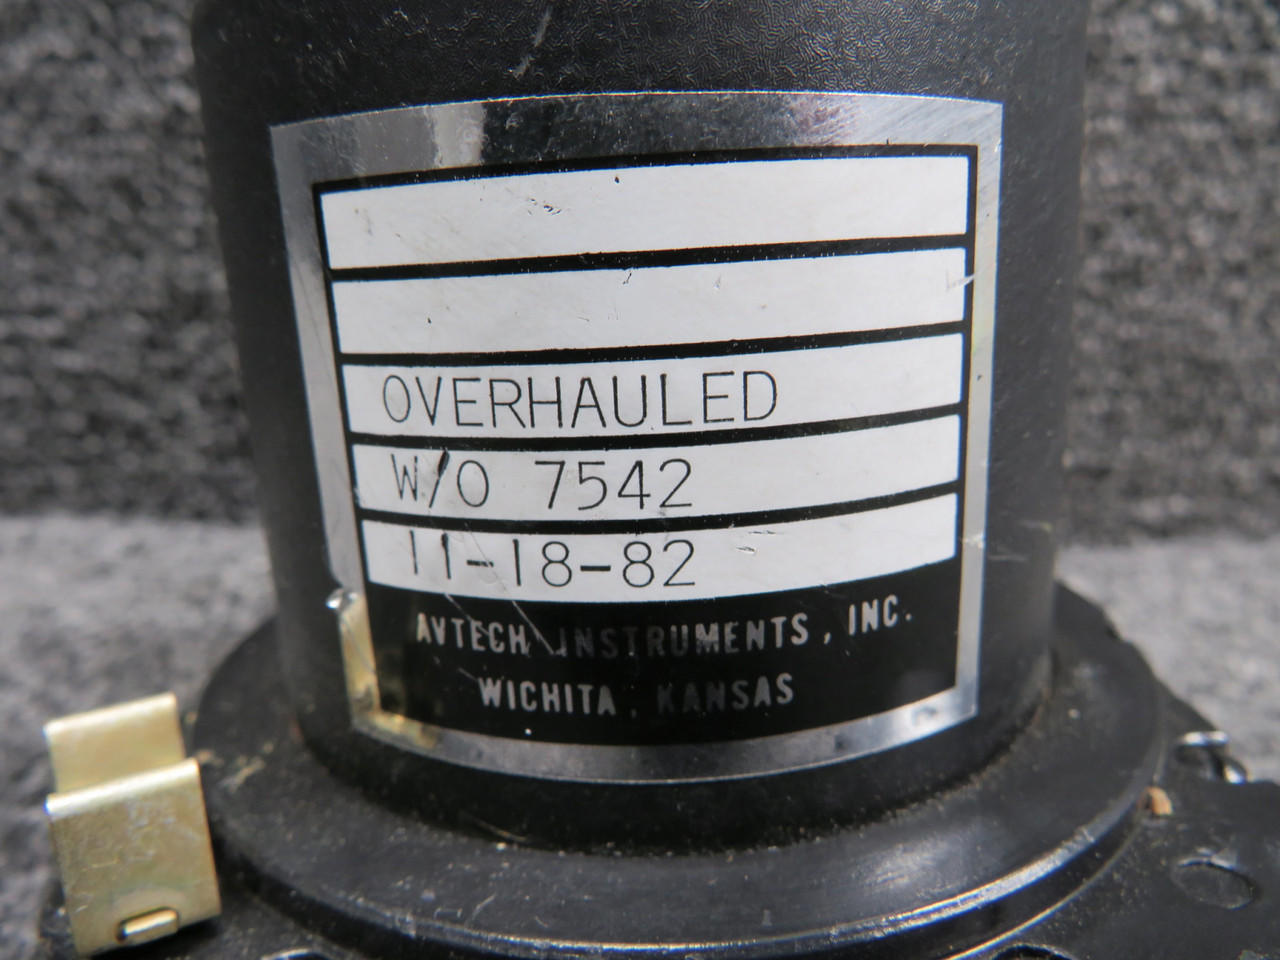 OVERHAULED
W/O 7542
11-18-82
AVTECH INSTRUMENTS, INC.
WICHITA, KANSAS